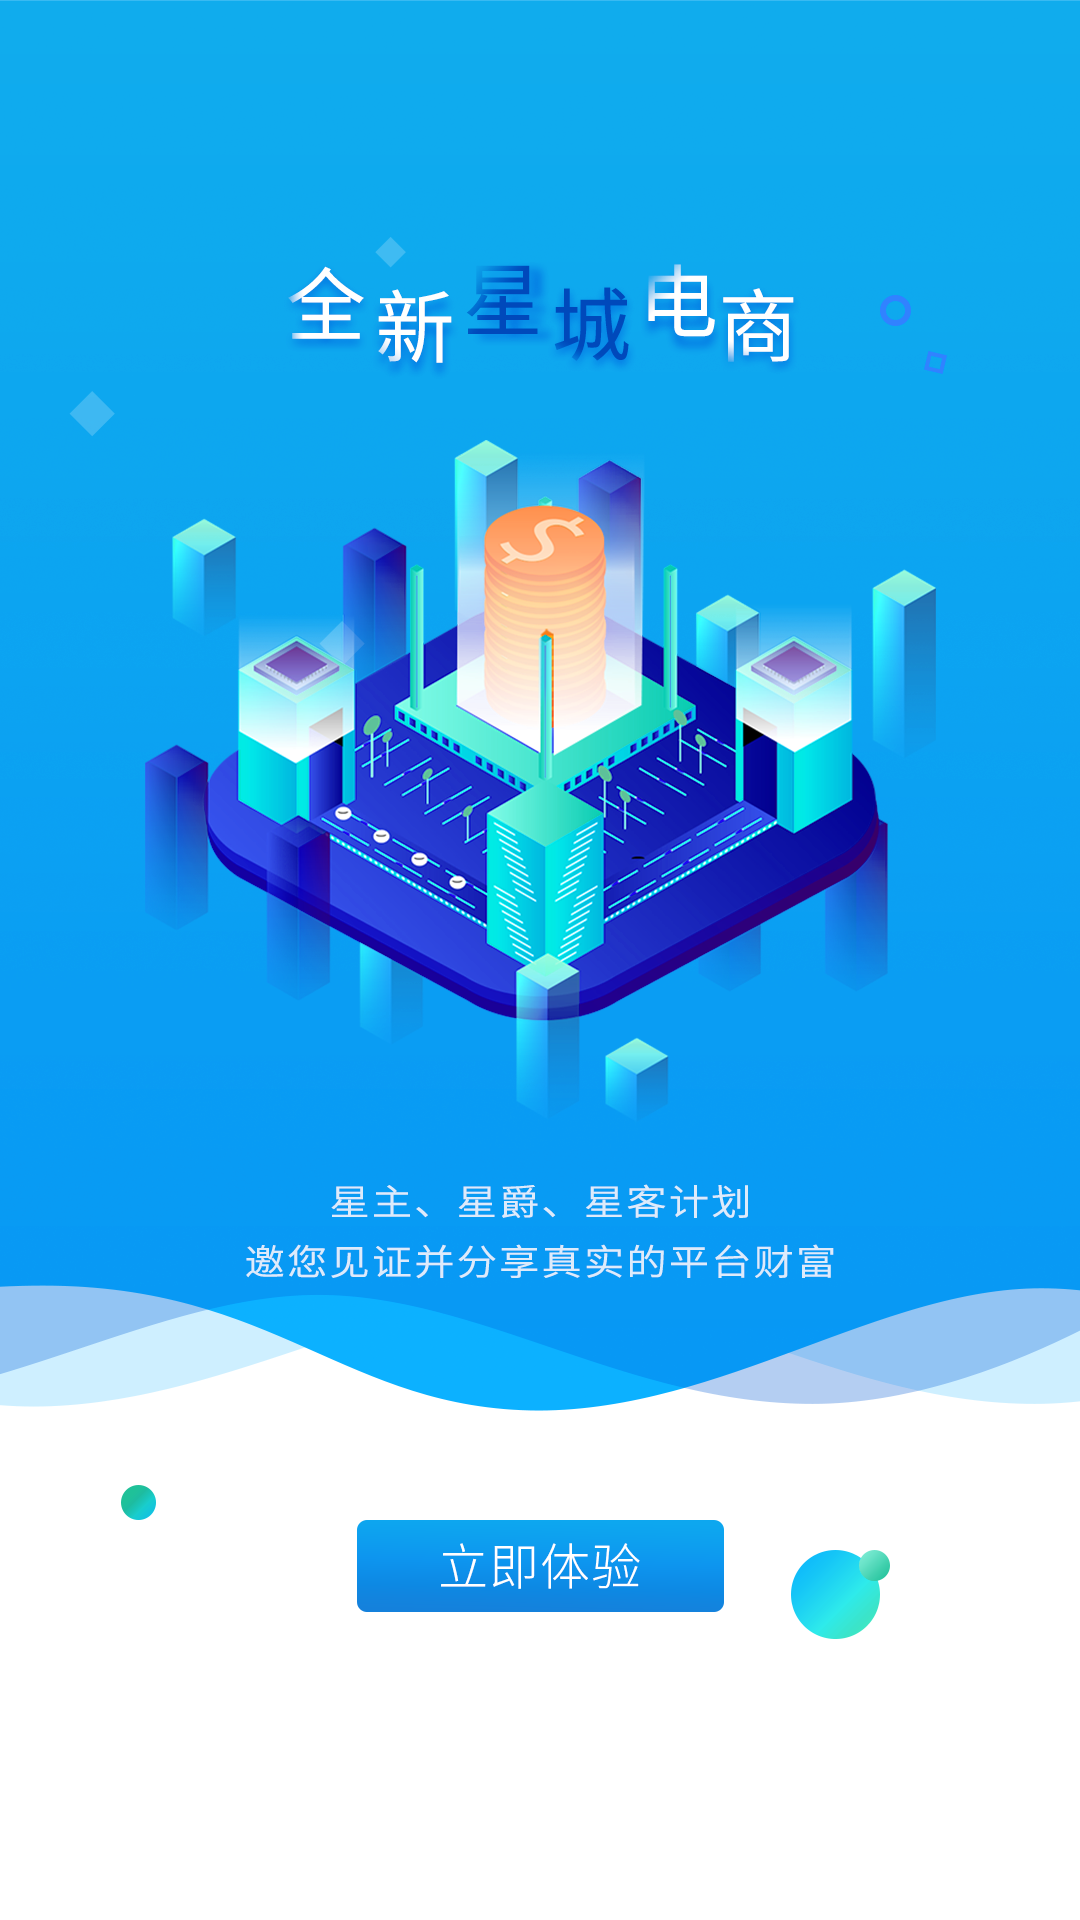 全新星城电商
$
星主、星爵、星客计划
邀您见证并分享真实的平台财富
立即体验